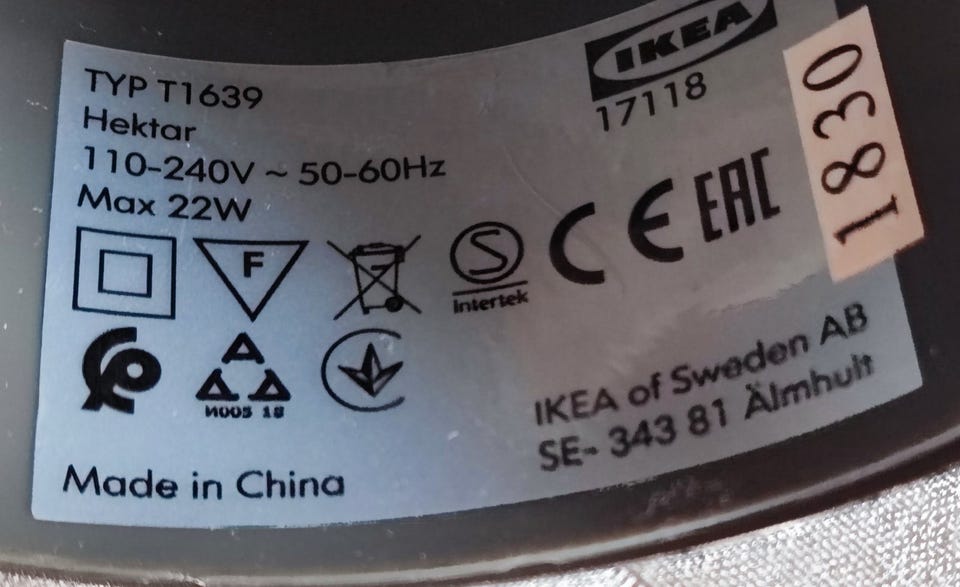 TYP T1639
Hektar
110-240V ~ 50-60Hz
Max 22W
IKEA
17118
1830
F
S
Intertek
CE
EAC
A
И005 18
IKEA of Sweden AB
SE- 343 81 Älmhult
Made in China